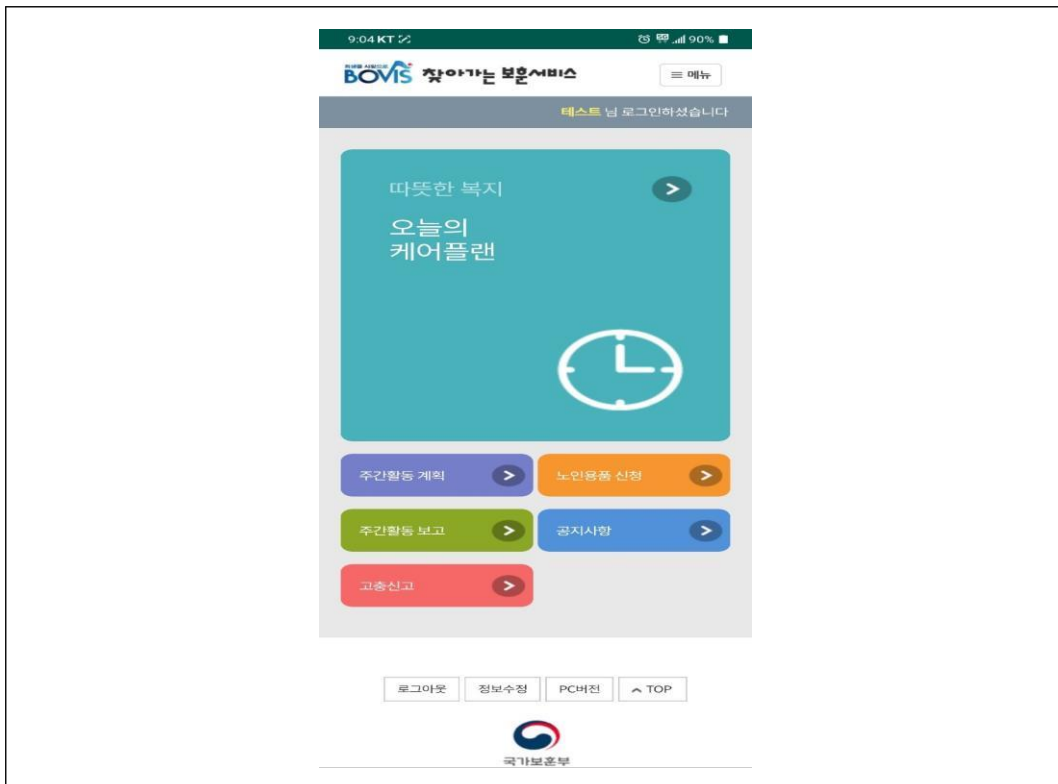 9:04 KT 90%
BOVIS 찾아가는 보훈서비스
메뉴
테스트 님 로그인하셨습니다
따뜻한 복지
오늘의
케어플랜
주간활동 계획
노인용품 신청
주간활동 보고
공지사항
고충신고
로그아웃 정보수정 PC버전 TOP
국가보훈부